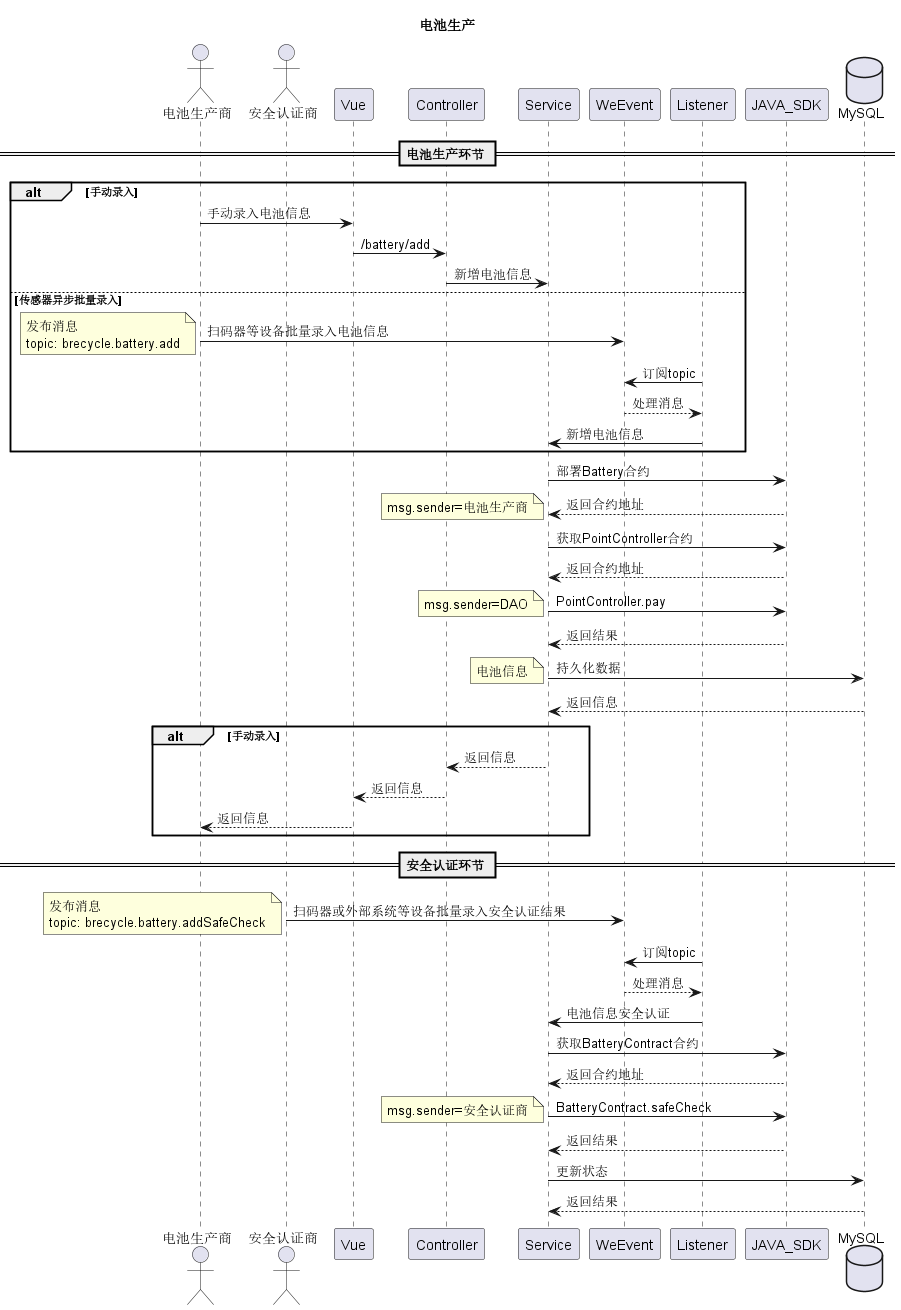 电池生产
电池生产商
安全认证商
Vue
Controller
Service
WeEvent
Listener
JAVA_SDK
MySQL
电池生产环节
alt
[手动录入]
手动录入电池信息
/battery/add
新增电池信息
[传感器异步批量录入]
发布消息
topic: brecycle.battery.add
扫码器等设备批量录入电池信息
订阅topic
处理消息
新增电池信息
部署Battery合约
msg.sender=电池生产商
返回合约地址
获取PointController合约
返回合约地址
msg.sender=DAO
PointController.pay
返回结果
电池信息
持久化数据
返回信息
alt
[手动录入]
返回信息
返回信息
返回信息
安全认证环节
发布消息
topic: brecycle.battery.addSafeCheck
扫码器或外部系统等设备批量录入安全认证结果
订阅topic
处理消息
电池信息安全认证
获取BatteryContract合约
返回合约地址
msg.sender=安全认证商
BatteryContract.safeCheck
返回结果
更新状态
返回结果
电池生产商
安全认证商
Vue
Controller
Service
WeEvent
Listener
JAVA_SDK
MySQL